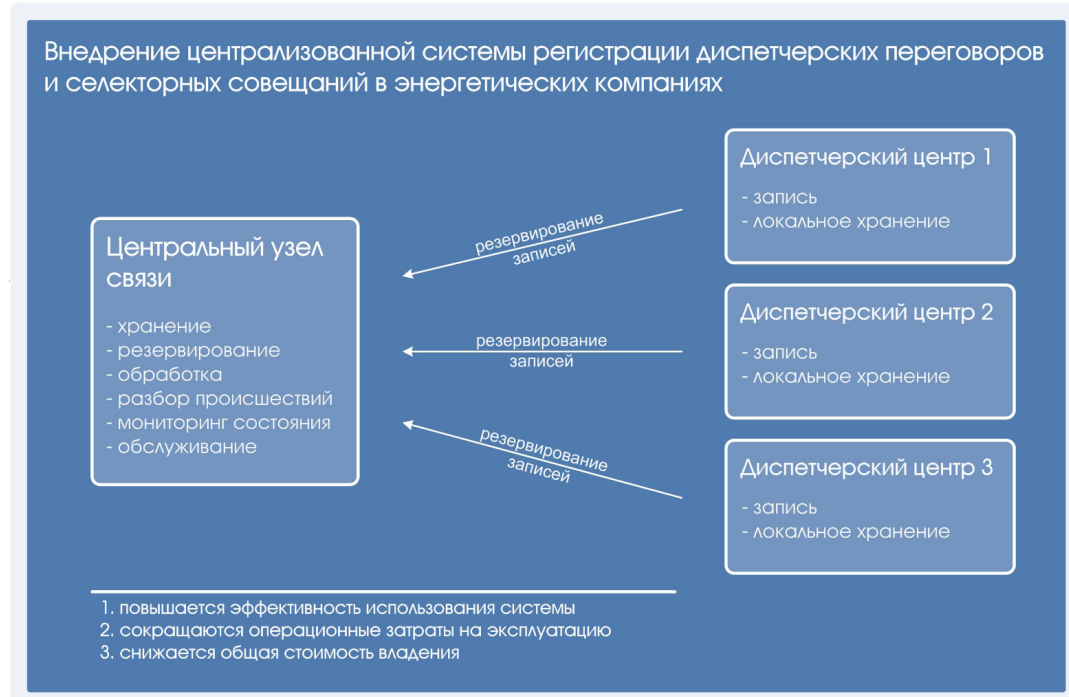 Внедрение централизованной системы регистрации диспетчерских переговоров
и селекторных совещаний в энергетических компаниях
Центральный узел
связи
- хранение
- резервирование
- обработка
- разбор происшествий
- мониторинг состояния
- обслуживание
резервирование
записей
резервирование
записей
резервирование
записей
Диспетчерский центр 1
- запись
- локальное хранение
Диспетчерский центр 2
- запись
- локальное хранение
Диспетчерский центр 3
- запись
- локальное хранение
1. повышается эффективность использования системы
2. сокращаются операционные затраты на эксплуатацию
3. снижается общая стоимость владения